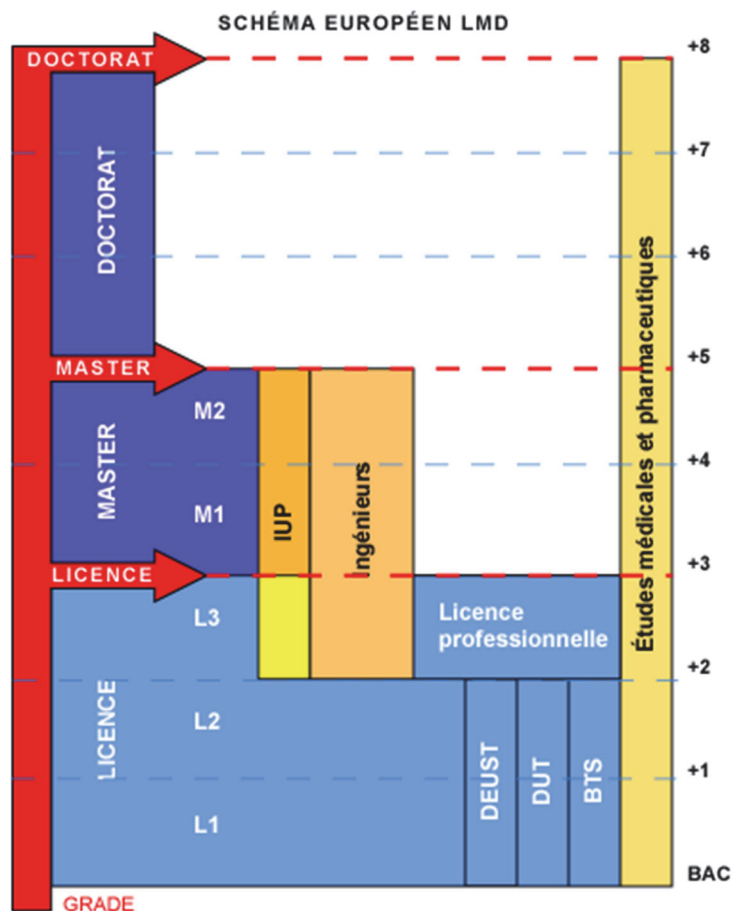 SCHÉMA EUROPÉEN LMD
DOCTORAT
+8
DOCTORAT
+7
+6
MASTER
+5
MASTER
M2
M1
IUP
Ingénieurs
+4
LICENCE
+3
LICENCE
L3
Licence
professionnelle
+2
L2
L1
DEUST
DUT
BTS
+1
Études médicales et pharmaceutiques
BAC
GRADE